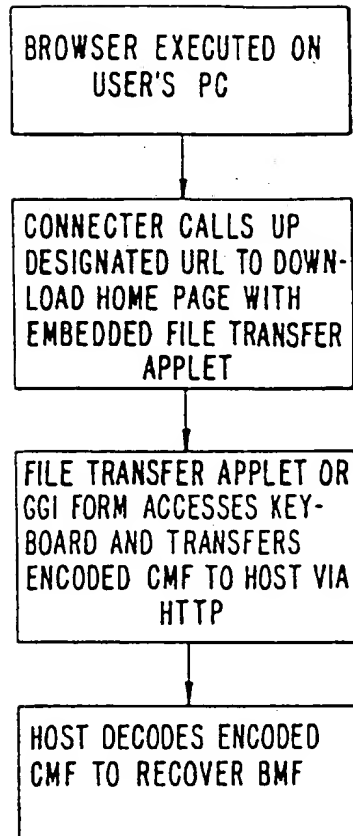 BROWSER EXECUTED ON
USER'S PC
CONNECTER CALLS UP
DESIGNATED URL TO DOWN-
LOAD HOME PAGE WITH
EMBEDDED FILE TRANSFER
APPLET
FILE TRANSFER APPLET OR
GGI FORM ACCESSES KEY-
BOARD AND TRANSFERS
ENCODED CMF TO HOST VIA
HTTP
HOST DECODES ENCODED
CMF TO RECOVER BMF